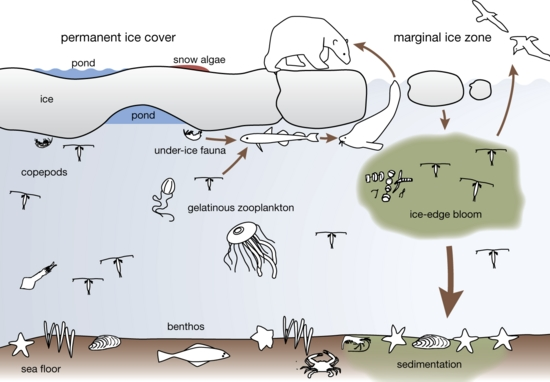 permanent ice cover
marginal ice zone
pond
snow algae
ice
pond
under-ice fauna
copepods
gelatinous zooplankton
ice-edge bloom
benthos
sea floor
sedimentation